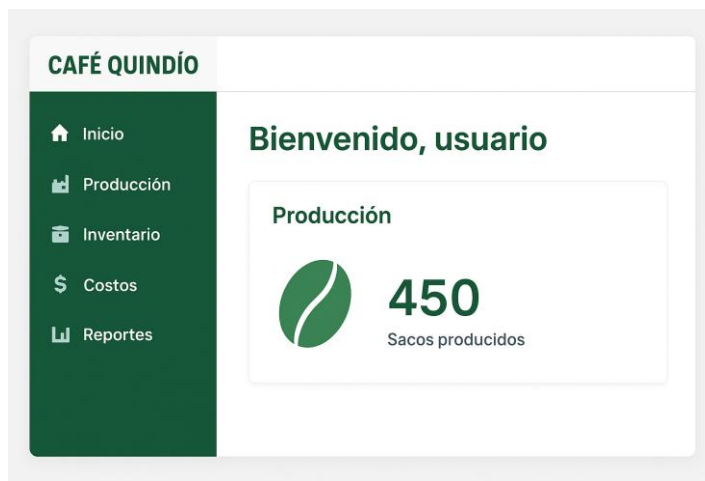 CAFÉ QUINDÍO
Inicio
Producción
Inventario
$ Costos
Reportes
Bienvenido, usuario
Producción
450
Sacos producidos